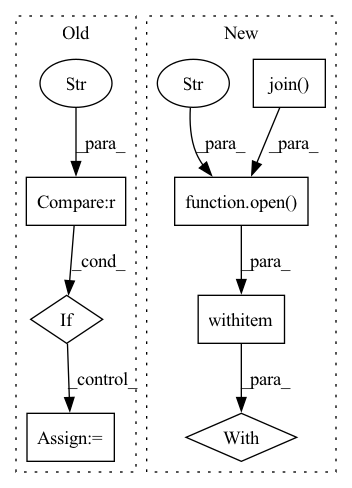 Old
New
Str
Str
join()
_para_
_para_
_para_
Compare:r
function.open()
_cond_
_para_
If
withitem
_control_
_para_
Assign:=
With